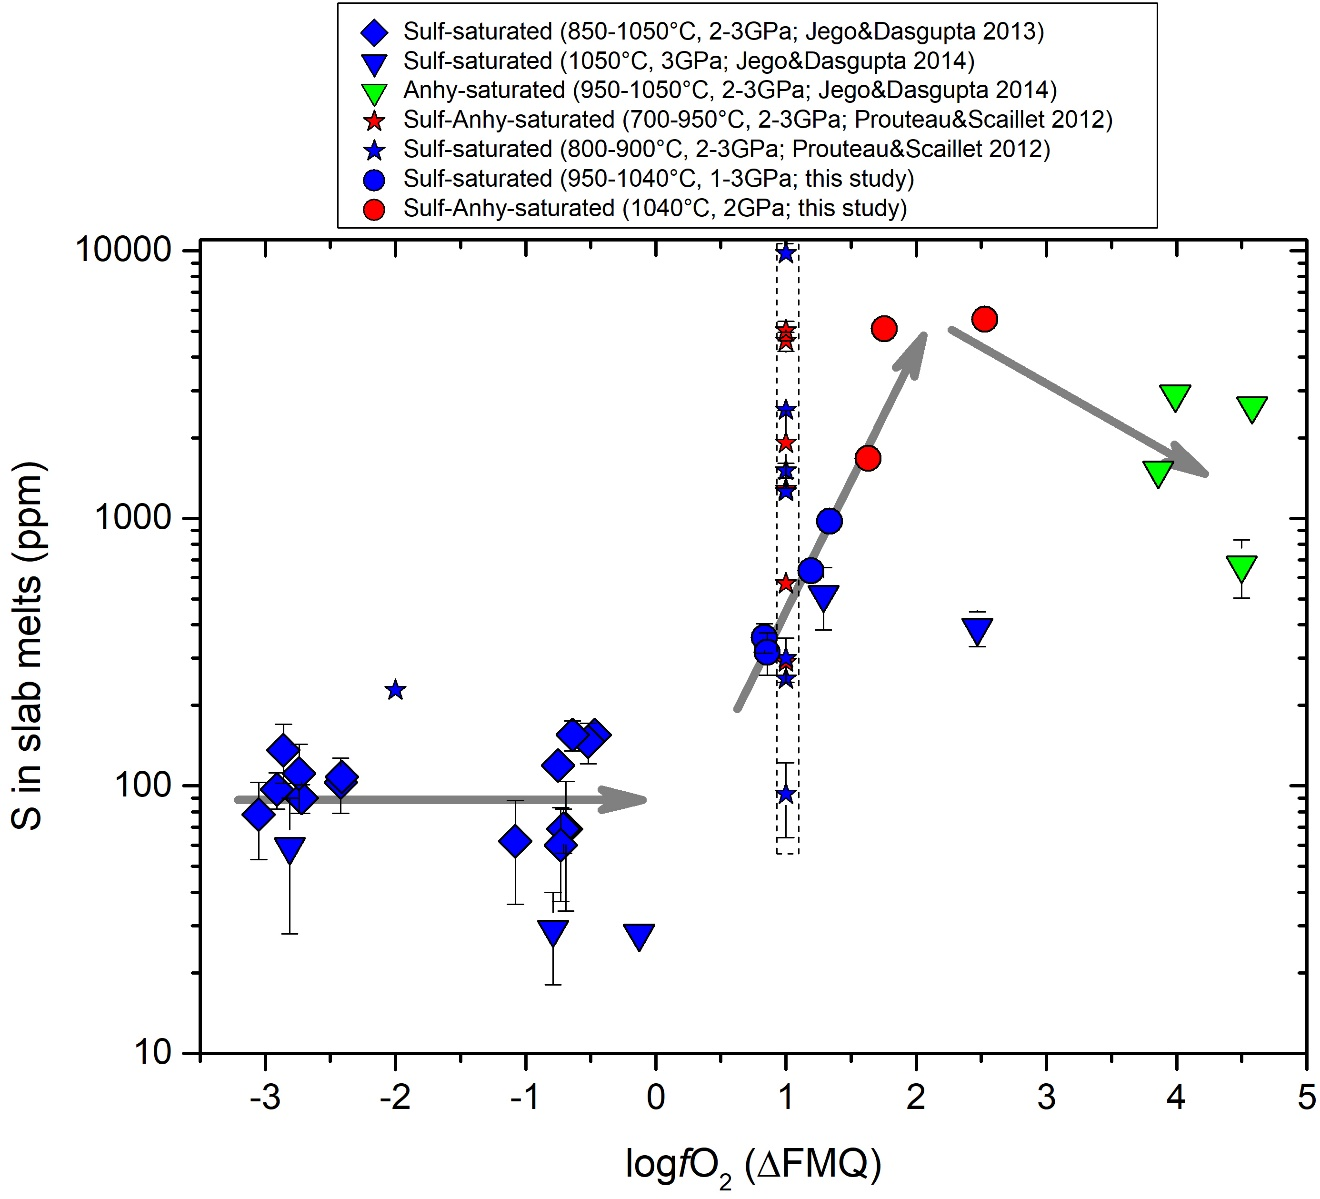 Sulf-saturated (850-1050°C, 2-3GPa; Jego&Dasgupta 2013)
Sulf-saturated (1050°C, 3GPa; Jego&Dasgupta 2014)
Anhy-saturated (950-1050°C, 2-3GPa; Jego&Dasgupta 2014)
Sulf-Anhy-saturated (700-950°C, 2-3GPa; Prouteau&Scaillet 2012)
Sulf-saturated (800-900°C, 2-3GPa; Prouteau&Scaillet 2012)
Sulf-saturated (950-1040°C, 1-3GPa; this study)
Sulf-Anhy-saturated (1040°C, 2GPa; this study)
10000
1000
100
10
S in slab melts (ppm)
-3 -2 -1 0 1 2 3 4 5
logfO2 (ΔFMQ)